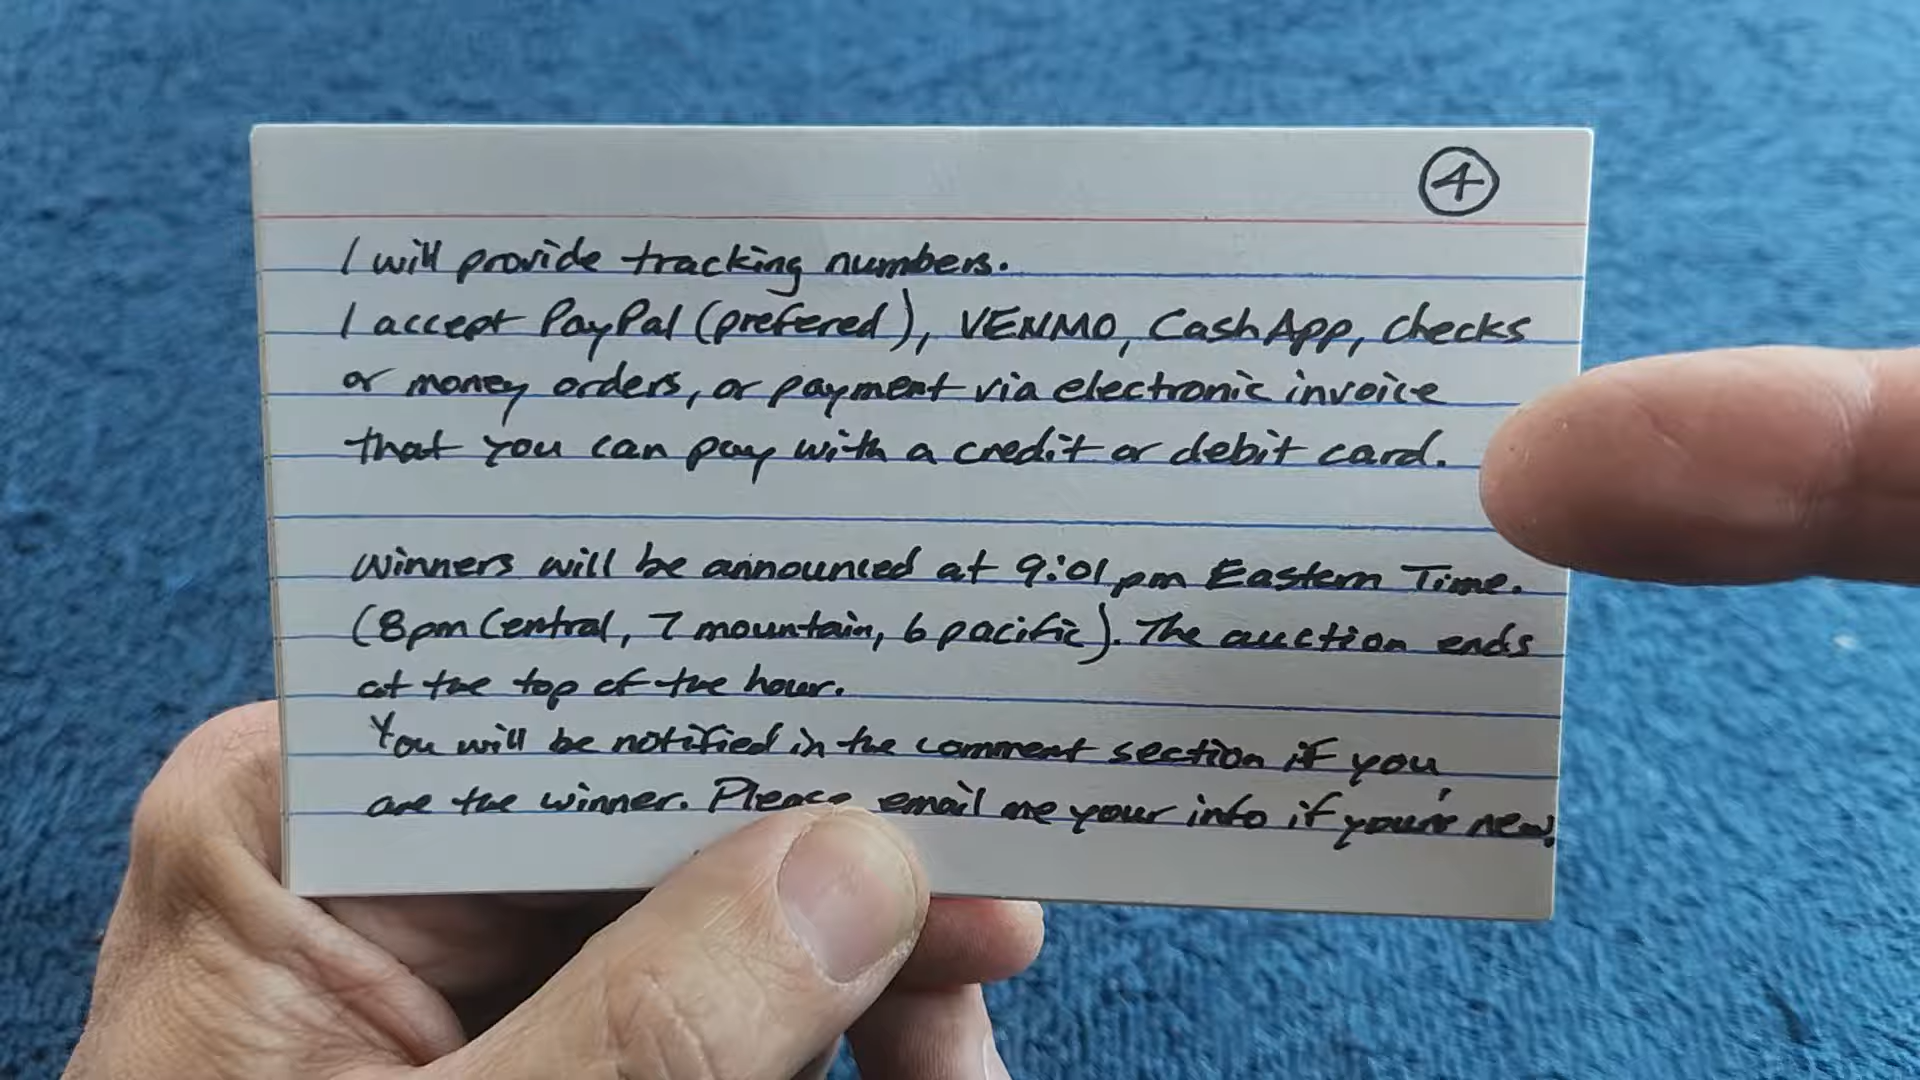 4
I will provide tracking numbers.
I accept PayPal (prefered), VENMO, CashApp, checks
or money orders, or payment via electronic invoice
that you can pay with a credit or debit card.
Winners will be announced at 9:01 pm Eastern Time.
(8pm Central, 7 mountain, 6 pacific). The auction ends
at the top of the hour.
You will be notified in the comment section if you
are the winner. Please email me your info if you're new.